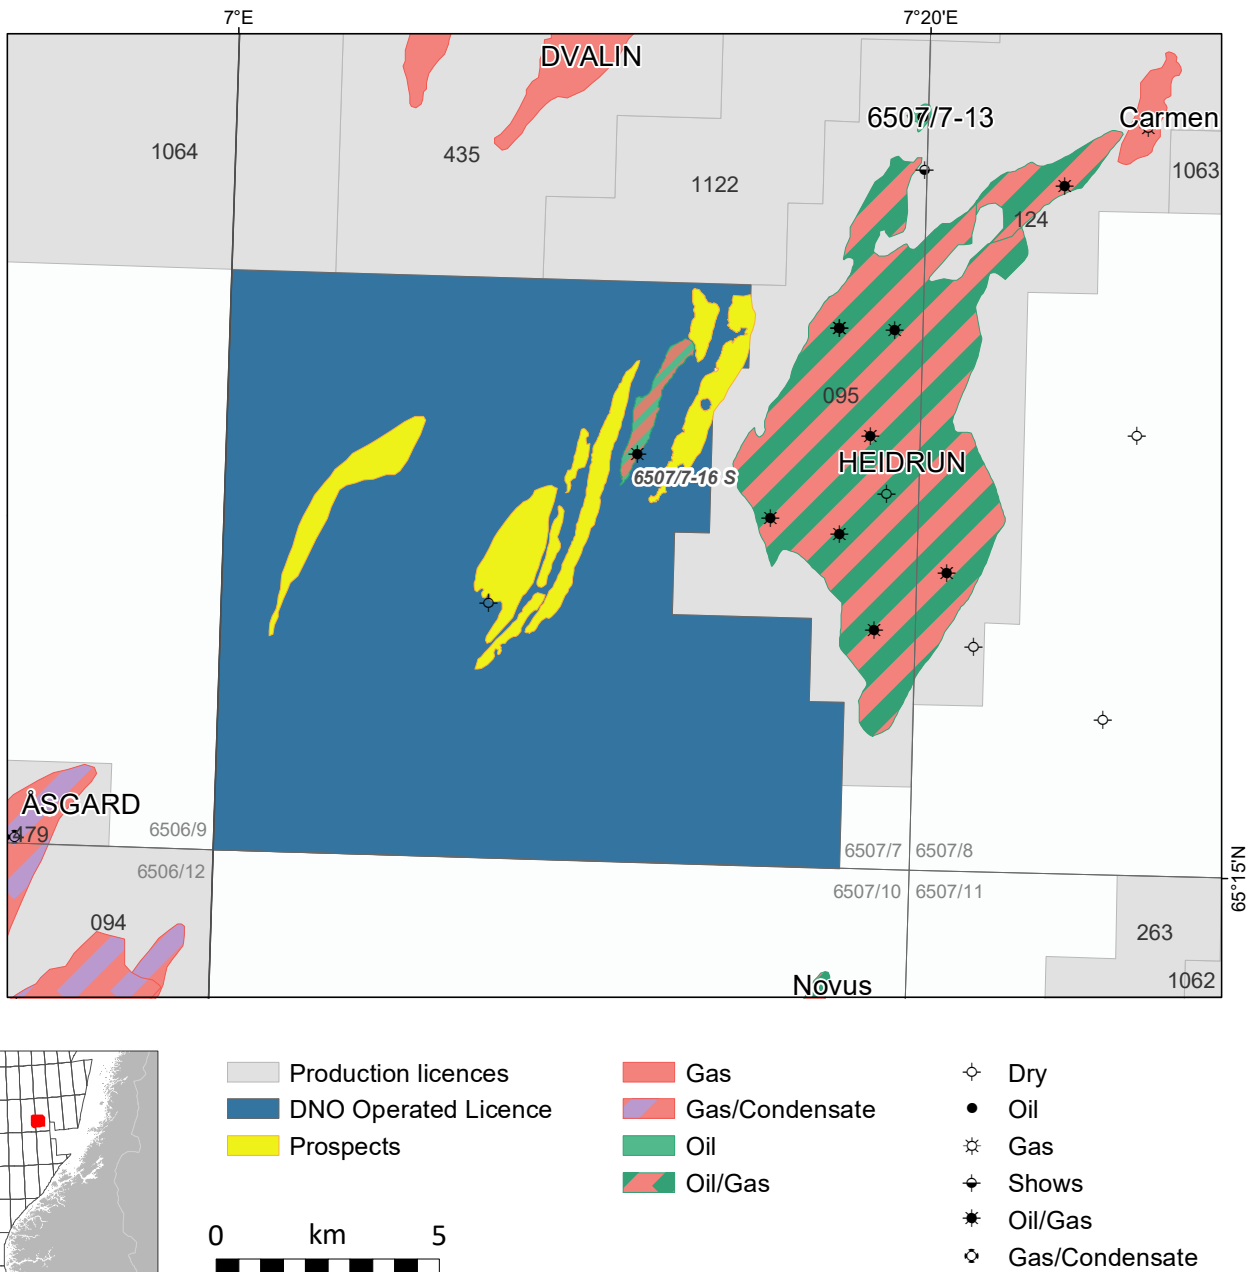 7°E
7°20'E
DVALIN
6507/7-13
Carmen
1064
435
1122
1063
124
095
HEIDRUN
6507/7-16 S
ÅSGARD
479
6506/9
6507/7
6507/8
6506/12
6507/10
6507/11
65°15'N
094
263
1062
Novus
Production licences
DNO Operated Licence
Prospects
Gas
Gas/Condensate
Oil
Oil/Gas
Dry
Oil
Gas
Shows
Oil/Gas
Gas/Condensate
0 km 5